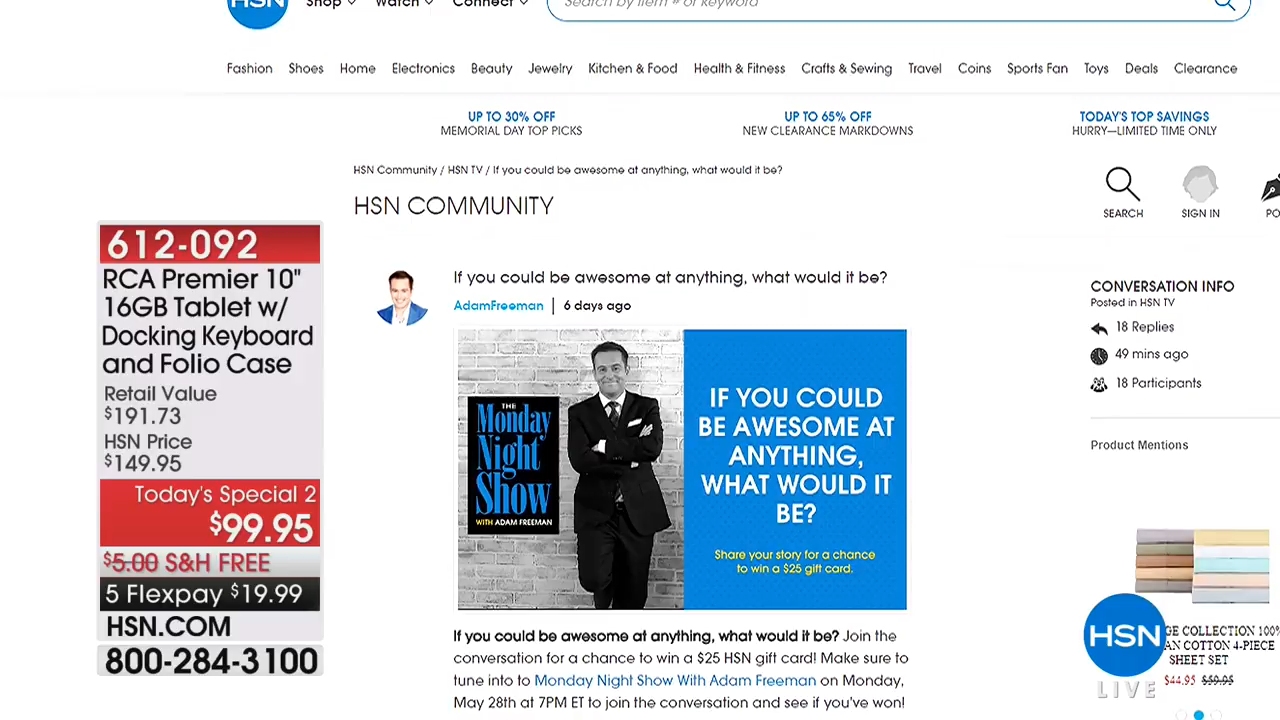 HSN Shop Watch Connect Search by item # or keyword
Fashion Shoes Home Electronics Beauty Jewelry Kitchen & Food Health & Fitness Crafts & Sewing Travel Coins Sports Fan Toys Deals Clearance
UP TO 30% OFF
MEMORIAL DAY TOP PICKS
UP TO 65% OFF
NEW CLEARANCE MARKDOWNS
TODAY'S TOP SAVINGS
HURRY—LIMITED TIME ONLY
HSN Community / HSN TV / If you could be awesome at anything, what would it be?
HSN COMMUNITY
SEARCH
SIGN IN
PO
612-092
RCA Premier 10"
16GB Tablet w/
Docking Keyboard
and Folio Case
Retail Value
$191.73
HSN Price
$149.95
Today's Special 2
$99.95
$5.00 S&H FREE
5 Flexpay $19.99
HSN.COM
800-284-3100
If you could be awesome at anything, what would it be?
AdamFreeman | 6 days ago
THE
Monday
Night
Show
WITH ADAM FREEMAN
IF YOU COULD
BE AWESOME AT
ANYTHING,
WHAT WOULD IT
BE?
Share your story for a chance
to win a $25 gift card.
If you could be awesome at anything, what would it be? Join the
conversation for a chance to win a $25 HSN gift card! Make sure to
tune into to Monday Night Show With Adam Freeman on Monday,
May 28th at 7PM ET to join the conversation and see if you've won!
CONVERSATION INFO
Posted in HSN TV
18 Replies
49 mins ago
18 Participants
Product Mentions
GE COLLECTION 100%
AN COTTON 4-PIECE
SHEET SET
$44.95 $59.95
HSN
LIVE